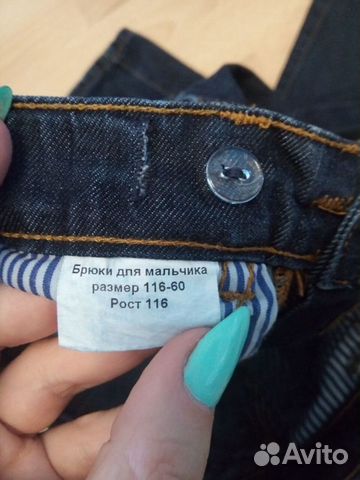 Брюки для мальчика
размер 116-60
Рост 116
Avito